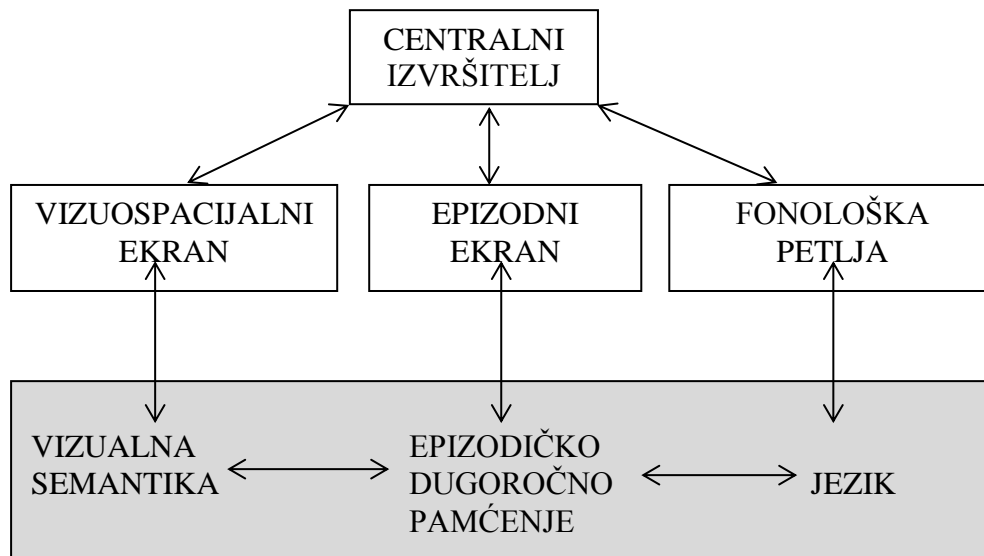 CENTRALNI
IZVRŠITELJ
VIZUOSPACIJALNI
EKRAN
EPIZODNI
EKRAN
FONOLOŠKA
PETLJA
VIZUALNA
SEMANTIKA
EPIZODIČKO
DUGOROČNO
PAMĆENJE
JEZIK